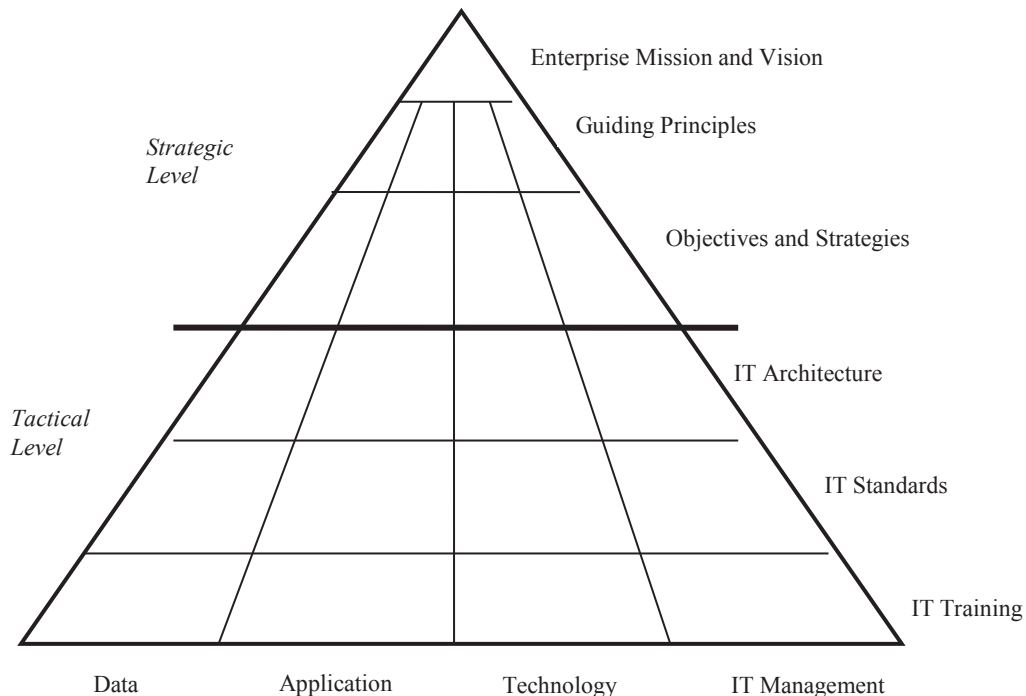 Enterprise Mission and Vision
Guiding Principles
Strategic
Level
Objectives and Strategies
IT Architecture
Tactical
Level
IT Standards
IT Training
Data
Application
Technology
IT Management